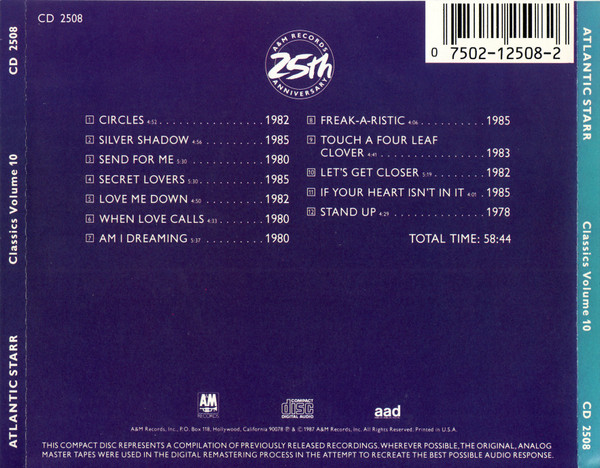 CD 2508
A&M RECORDS
25th
ANNIVERSARY
0 7502-12508-2
1 CIRCLES 4:52 .......... 1982
2 SILVER SHADOW 4:56 .......... 1985
3 SEND FOR ME 5:30 .......... 1980
4 SECRET LOVERS 5:30 .......... 1985
5 LOVE ME DOWN 4:50 .......... 1982
6 WHEN LOVE CALLS 4:33 .......... 1980
7 AM I DREAMING 5:37 .......... 1980
8 FREAK-A-RISTIC 4:06 .......... 1985
9 TOUCH A FOUR LEAF
CLOVER 4:41 .......... 1983
10 LET'S GET CLOSER 5:19 .......... 1982
11 IF YOUR HEART ISN'T IN IT 4:01 . 1985
12 STAND UP 4:29 .......... 1978
TOTAL TIME: 58:44
A&M
RECORDS
COMPACT
disc
DIGITAL AUDIO
aad
A&M Records, Inc., P.O. Box 118, Hollywood, California 90078 ℗ & © 1987 A&M Records, Inc. All Rights Reserved. Printed in U.S.A.
THIS COMPACT DISC REPRESENTS A COMPILATION OF PREVIOUSLY RELEASED RECORDINGS. WHEREVER POSSIBLE, THE ORIGINAL, ANALOG
MASTER TAPES WERE USED IN THE DIGITAL REMASTERING PROCESS IN THE ATTEMPT TO RECREATE THE BEST POSSIBLE AUDIO RESPONSE.
ATLANTIC STARR Classics Volume 10 CD 2508
ATLANTIC STARR Classics Volume 10 CD 2508